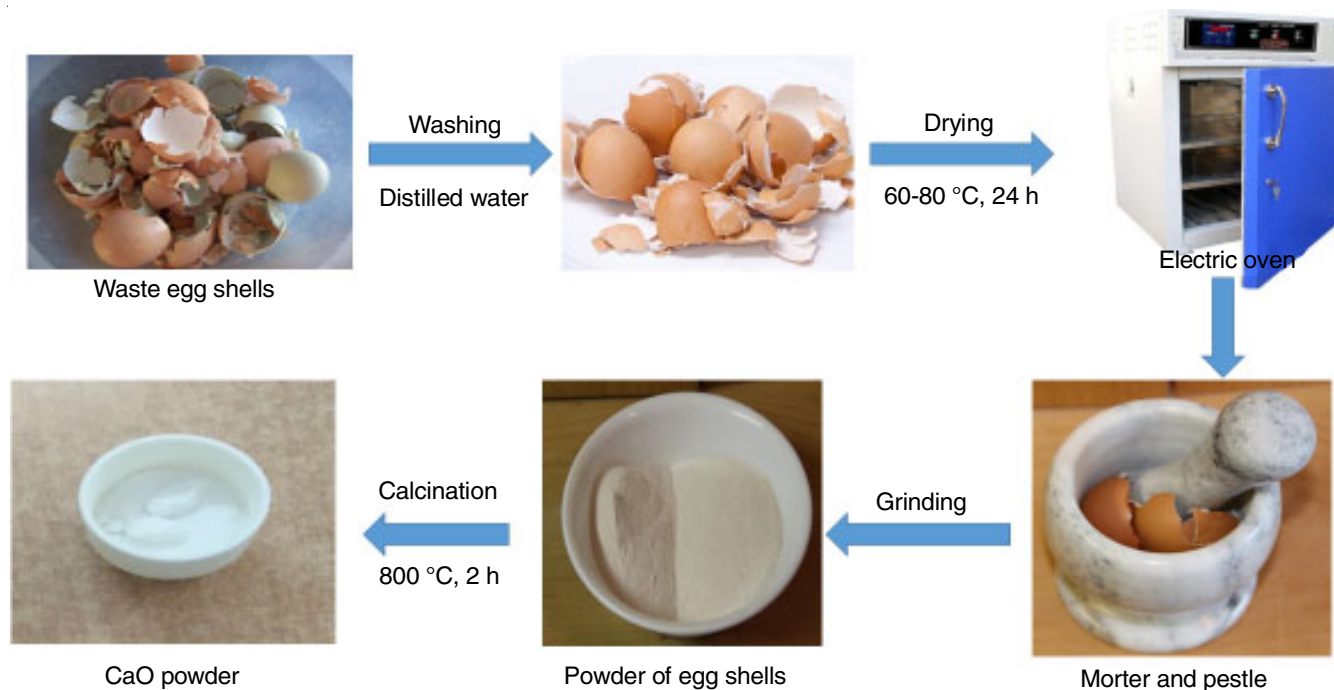 Washing
Distilled water
Drying
60-80 °C, 24 h
Waste egg shells
Electric oven
Calcination
800 °C, 2 h
Grinding
CaO powder
Powder of egg shells
Morter and pestle